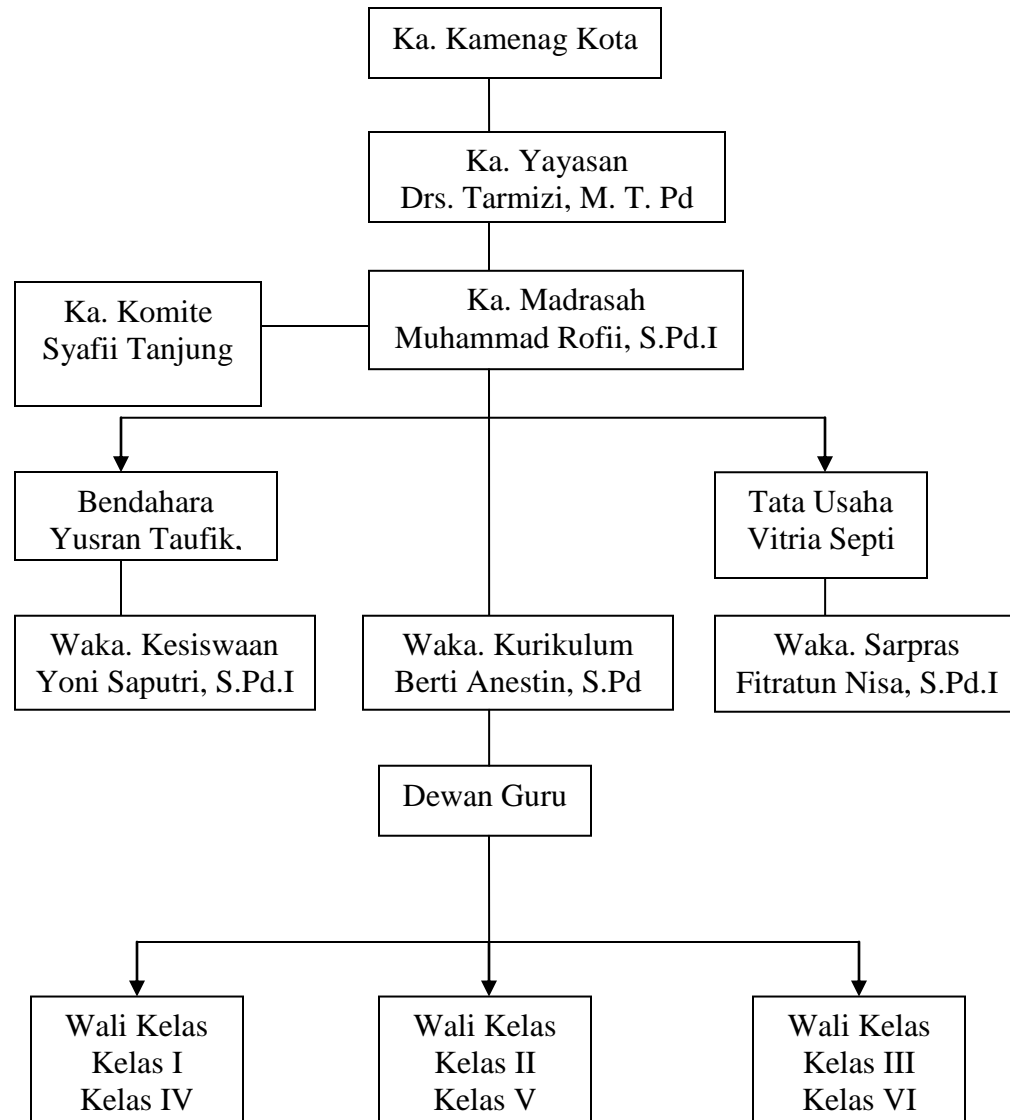 Ka. Kamenag Kota
Ka. Yayasan
Drs. Tarmizi, M. T. Pd
Ka. Komite
Syafii Tanjung
Ka. Madrasah
Muhammad Rofii, S.Pd.I
Bendahara
Yusran Taufik,
Tata Usaha
Vitria Septi
Waka. Kesiswaan
Yoni Saputri, S.Pd.I
Waka. Kurikulum
Berti Anestin, S.Pd
Waka. Sarpras
Fitratun Nisa, S.Pd.I
Dewan Guru
Wali Kelas
Kelas I
Kelas IV
Wali Kelas
Kelas II
Kelas V
Wali Kelas
Kelas III
Kelas VI